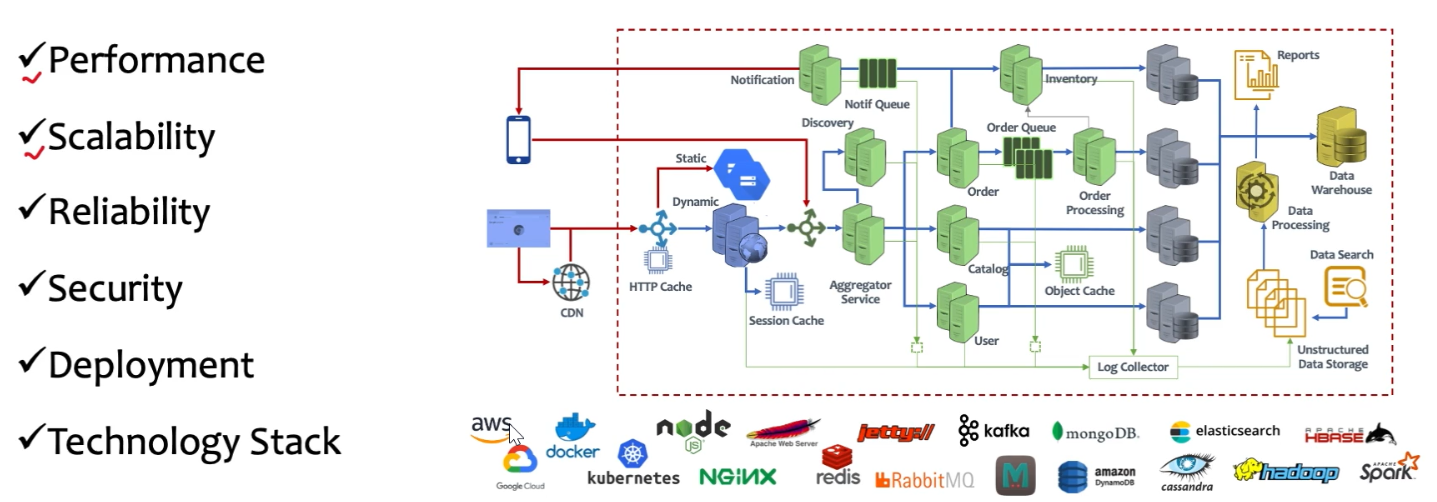 Performance
Scalability
Reliability
Security
Deployment
Technology Stack
Notification
Notif Queue
Inventory
Reports
Discovery
Order Queue
Static
Order
Order
Processing
Data
Warehouse
Dynamic
Data
Processing
HTTP Cache
Aggregator
Service
Catalog
Object Cache
Data Search
CDN
Session Cache
User
Log Collector
Unstructured
Data Storage
aws
Google Cloud
docker
kubernetes
node
JS
NGINX
Apache Web Server
jetty://
redis
kafka
RabbitMQ
mongoDB.
M
amazon
DynamoDB
elasticsearch
cassandra
APACHE
HBASE
hadoop
APACHE
Spark